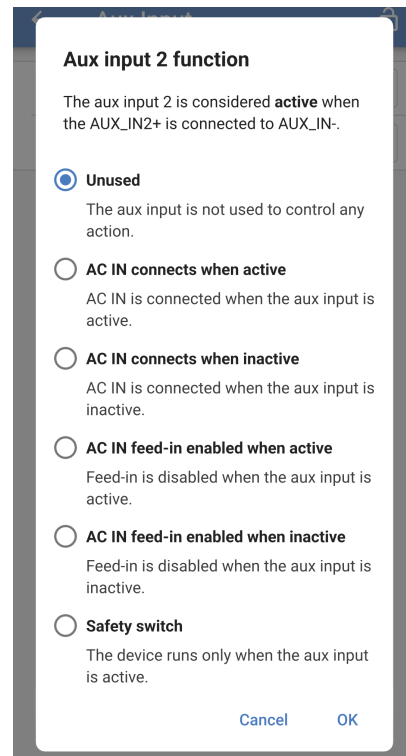 Aux Input
Aux input 2 function
The aux input 2 is considered active when
the AUX_IN2+ is connected to AUX_IN-.
Unused
The aux input is not used to control any
action.
AC IN connects when active
AC IN is connected when the aux input is
active.
AC IN connects when inactive
AC IN is connected when the aux input is
inactive.
AC IN feed-in enabled when active
Feed-in is disabled when the aux input is
active.
AC IN feed-in enabled when inactive
Feed-in is disabled when the aux input is
inactive.
Safety switch
The device runs only when the aux input
is active.
Cancel OK